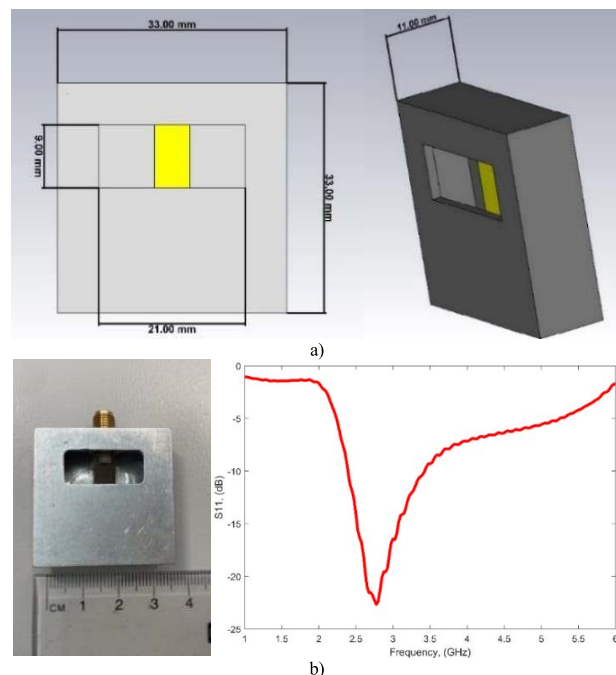 33.00 mm
11.00 mm
9.00 mm
33.00 mm
21.00 mm
a)
CM 1 2 3 4
0
-5
-10
-15
-20
-25
S11, (dB)
1 1.5 2 2.5 3 3.5 4 4.5 5 5.5 6
Frequency, (GHz)
b)